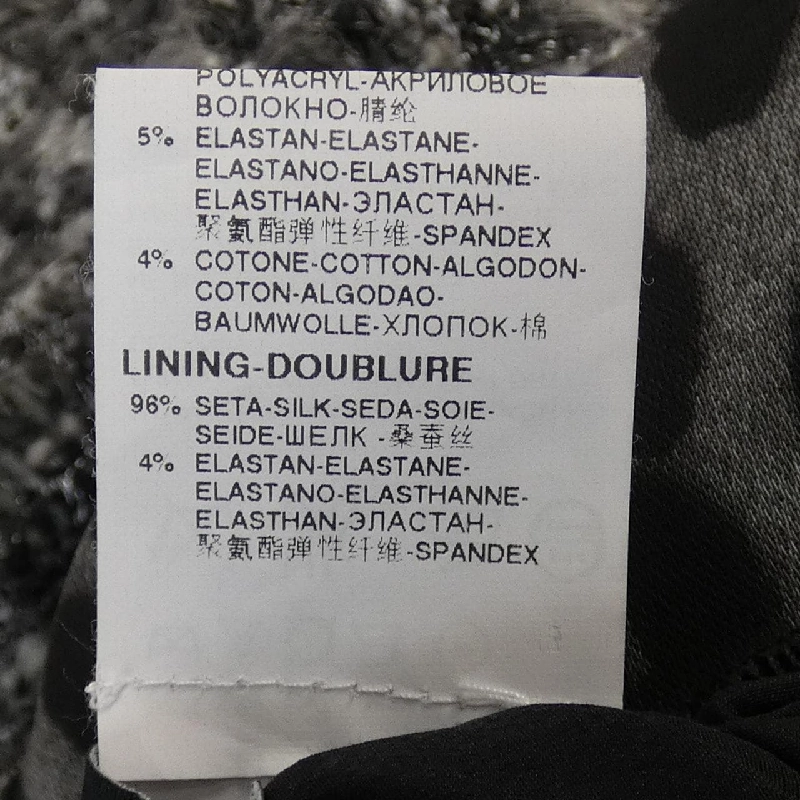 POLYACRYL-АКРИЛОВОЕ
ВОЛОКНО-腈纶
5% ELASTAN-ELASTANE-
ELASTANO-ELASTHANNE-
ELASTHAN-ЭЛАСТАН-
聚氨酯弹性纤维-SPANDEX
4% COTONE-COTTON-ALGODON-
COTON-ALGODAO-
BAUMWOLLE-ХЛОПОК-棉
LINING-DOUBLURE
96% SETA-SILK-SEDA-SOIE-
SEIDE-ШЕЛК -桑蚕丝
4% ELASTAN-ELASTANE-
ELASTANO-ELASTHANNE-
ELASTHAN-ЭЛАСТАН-
聚氨酯弹性纤维-SPANDEX